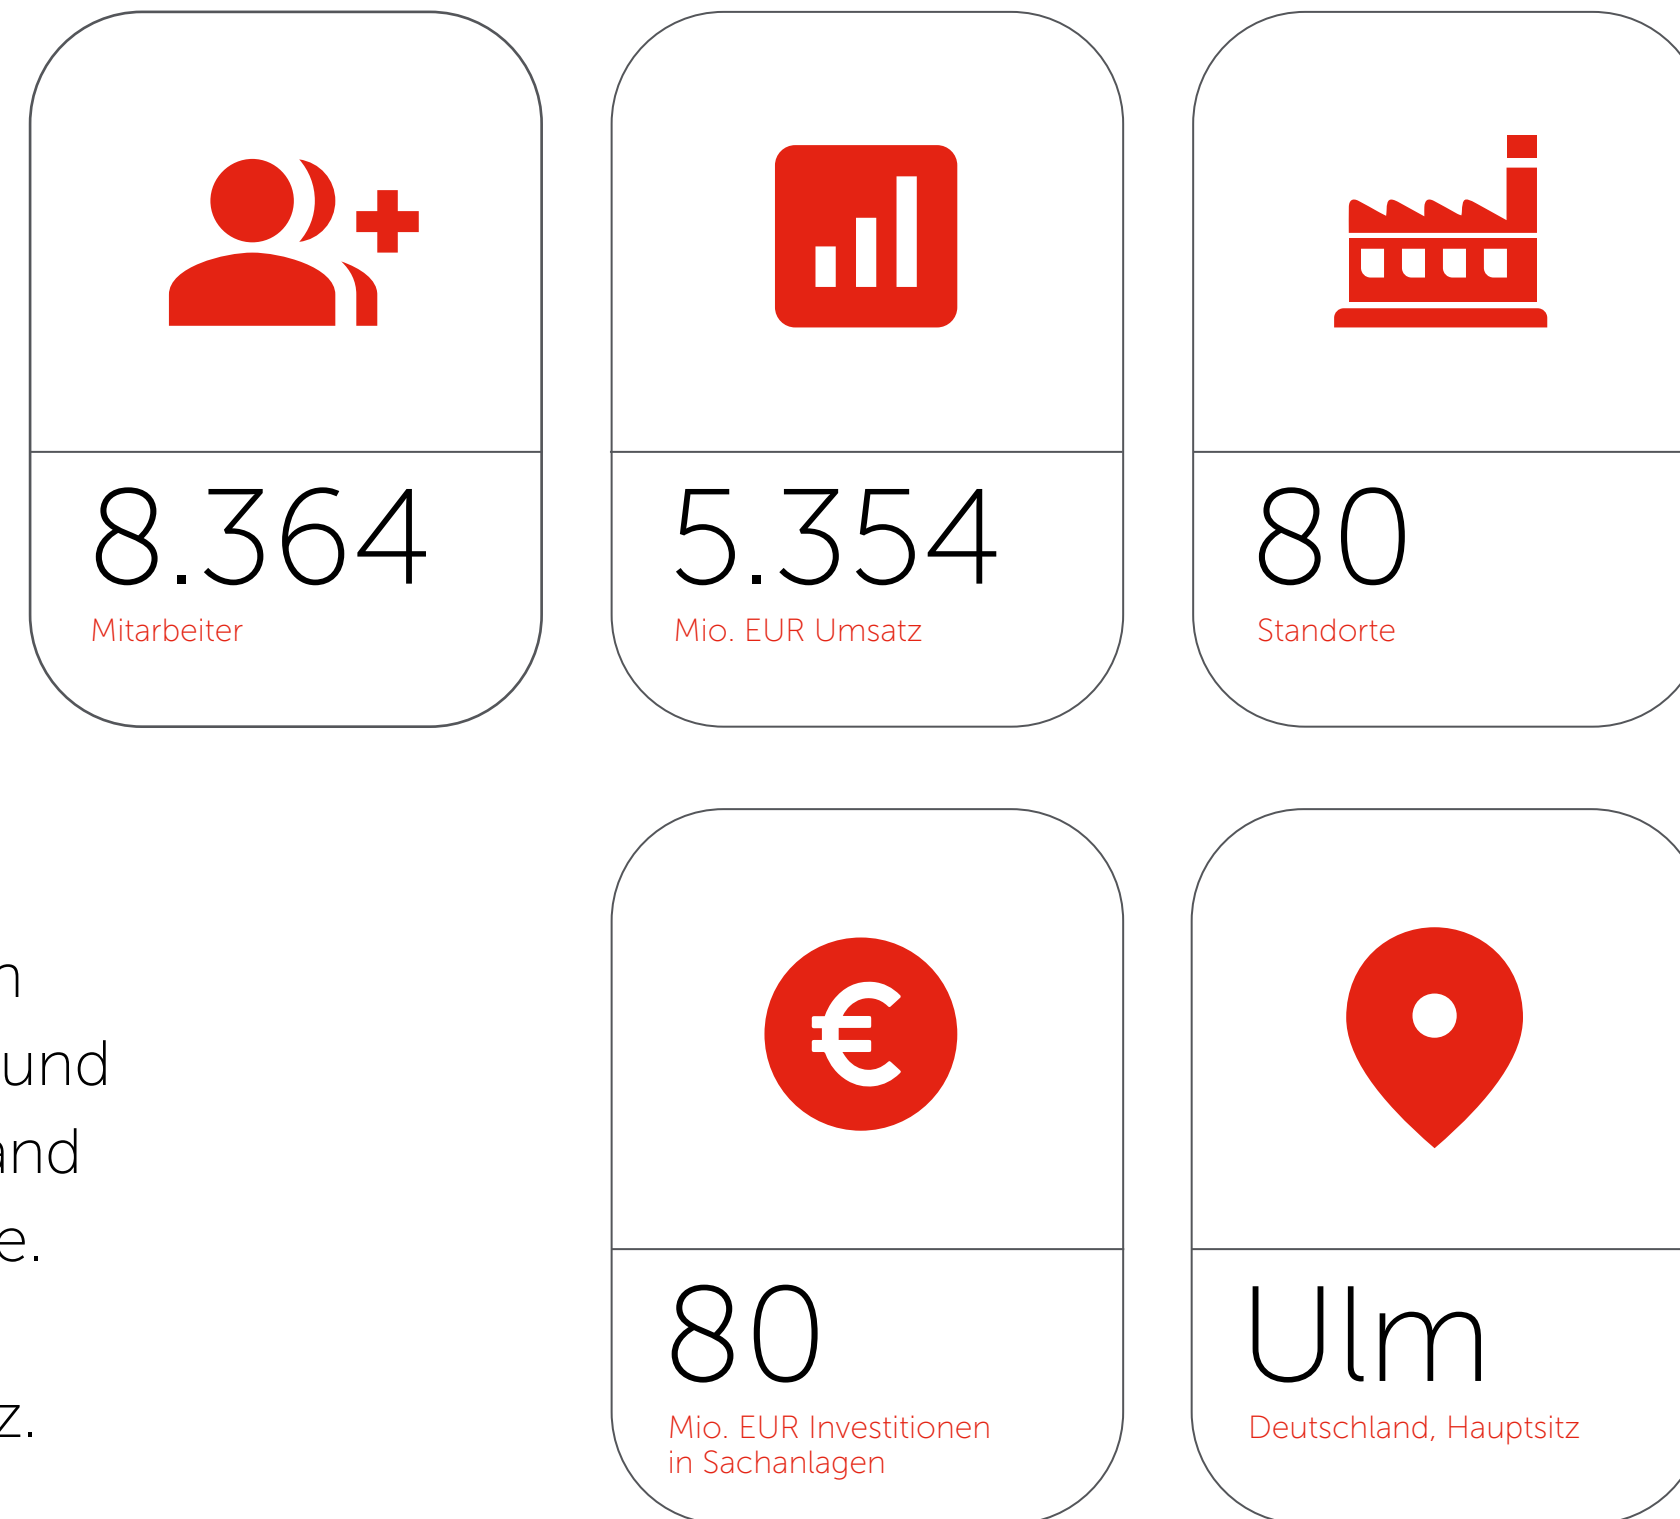 8.364
Mitarbeiter
5.354
Mio. EUR Umsatz
80
Standorte
und
80
Mio. EUR Investitionen
in Sachanlagen
Ulm
Deutschland, Hauptsitz